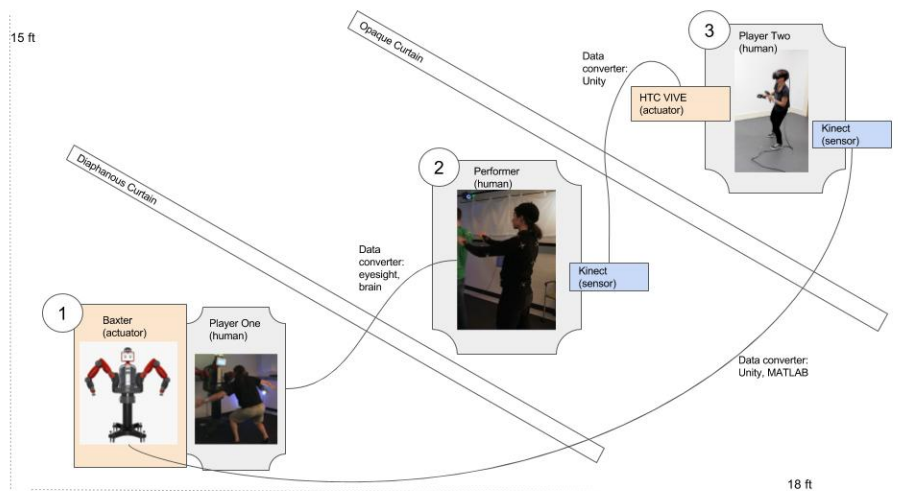 15 ft
Opaque Curtain
3
Player Two
(human)
Data
converter:
Unity
HTC VIVE
(actuator)
Kinect
(sensor)
Diaphanous Curtain
2
Performer
(human)
Data
converter:
eyesight,
brain
Kinect
(sensor)
1
Baxter
(actuator)
Player One
(human)
Data converter:
Unity, MATLAB
18 ft